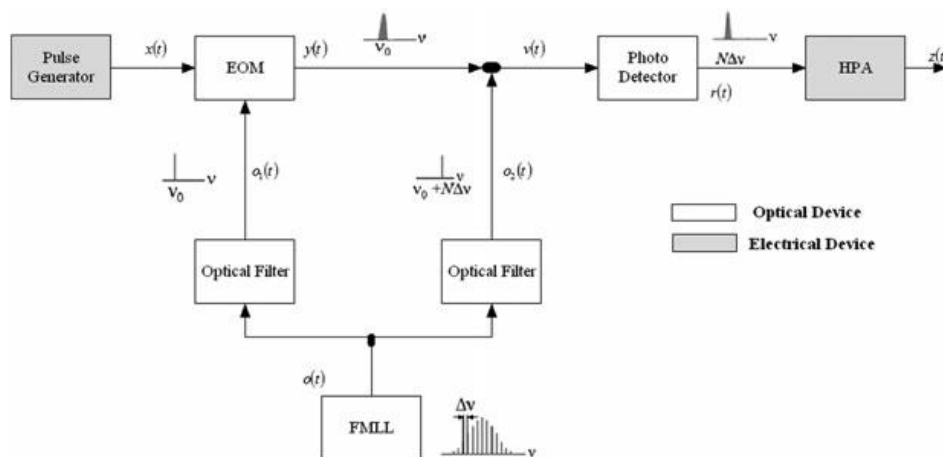 Pulse
Generator
x(t)
EOM
y(t)
ν₀ ν
v(t)
Photo
Detector
ν
NΔν
r(t)
HPA
z(t
ν₀ ν
o₁(t)
ν
ν₀ +NΔν
o₂(t)
Optical Device
Electrical Device
Optical Filter
Optical Filter
o(t)
FMLL
Δν
ν